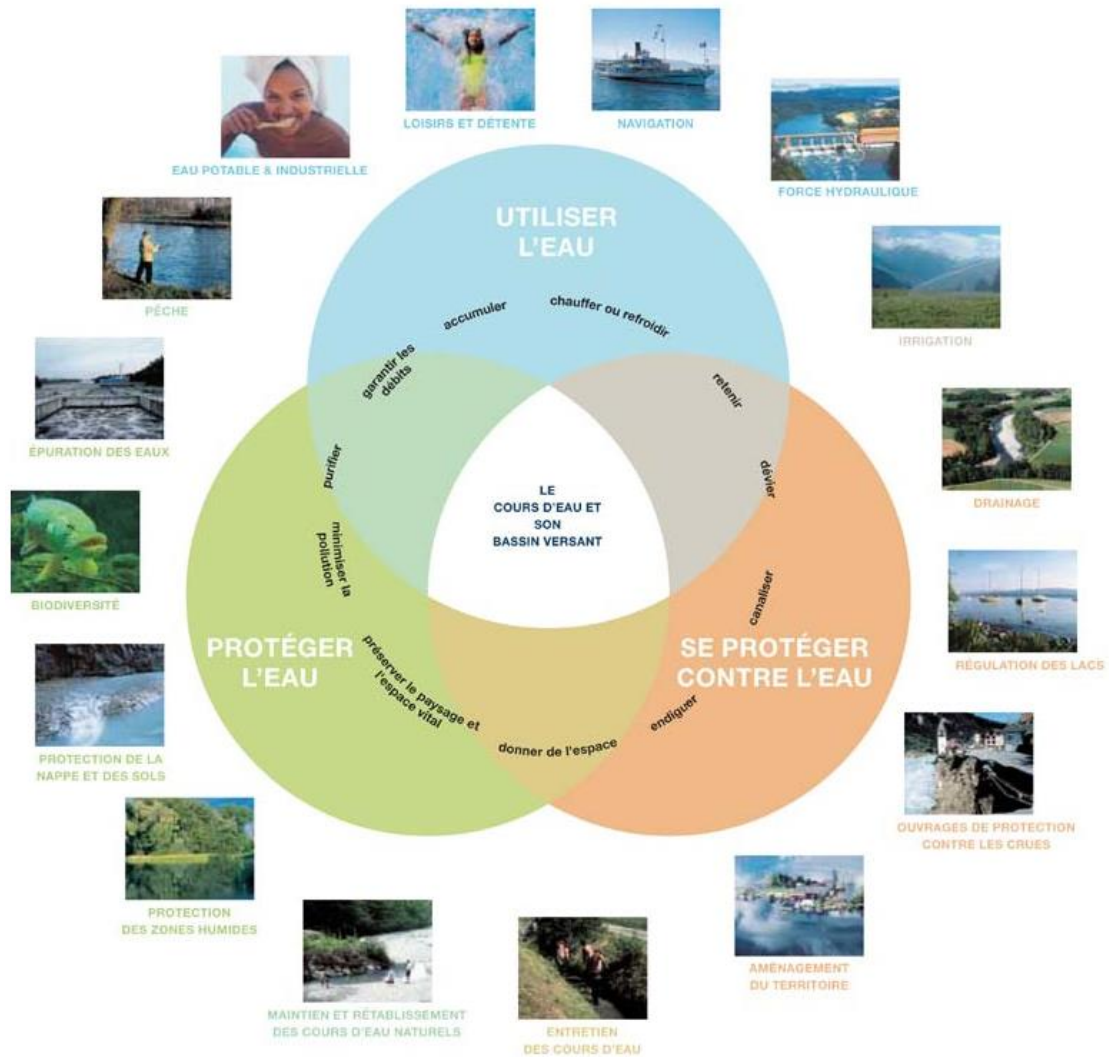 LOISIRS ET DÉTENTE
NAVIGATION
EAU POTABLE & INDUSTRIELLE
FORCE HYDRAULIQUE
PÊCHE
IRRIGATION
ÉPURATION DES EAUX
DRAINAGE
BIODIVERSITÉ
RÉGULATION DES LACS
PROTECTION DE LA
NAPPE ET DES SOLS
OUVRAGES DE PROTECTION
CONTRE LES CRUES
PROTECTION
DES ZONES HUMIDES
AMÉNAGEMENT
DU TERRITOIRE
MAINTIEN ET RÉTABLISSEMENT
DES COURS D'EAU NATURELS
ENTRETIEN
DES COURS D'EAU
UTILISER
L'EAU
accumuler
chauffer ou refroidir
garantir les
débits
retenir
purifier
dévier
LE
COURS D'EAU ET
SON
BASSIN VERSANT
minimiser la
pollution
canaliser
PROTÉGER
L'EAU
SE PROTÉGER
CONTRE L'EAU
préserver le paysage et
l'espace vital
donner de l'espace
endiguer